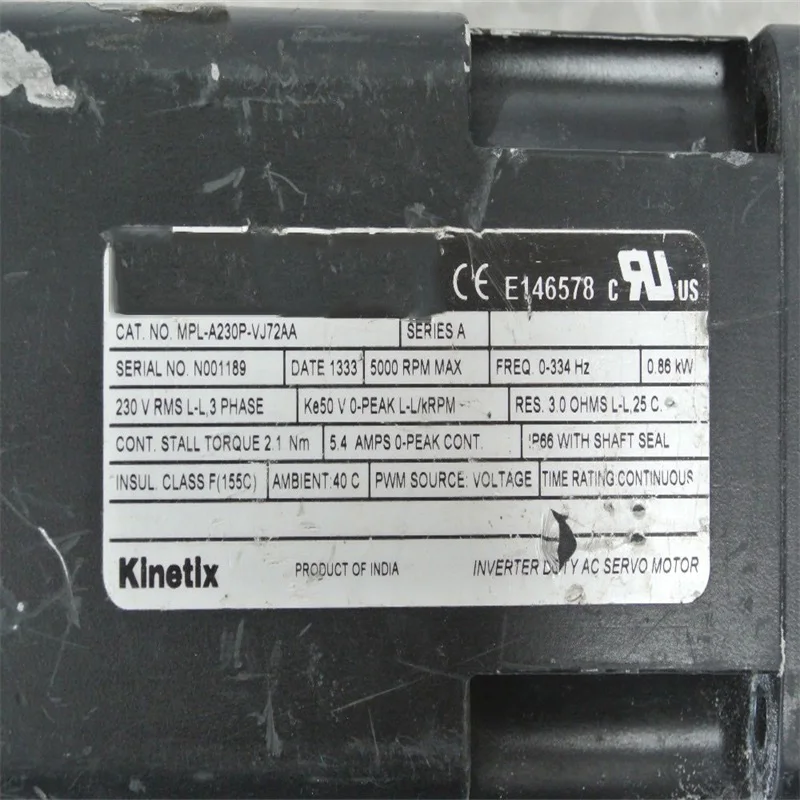 CE E146578 c RU US
CAT. NO. MPL-A230P-VJ72AA SERIES A
SERIAL NO. N001189 DATE 1333 5000 RPM MAX FREQ. 0-334 Hz 0.86 kW
230 V RMS L-L,3 PHASE Ke50 V 0-PEAK L-L/kRPM RES. 3.0 OHMS L-L,25 C.
CONT. STALL TORQUE 2.1 Nm 5.4 AMPS 0-PEAK CONT. IP66 WITH SHAFT SEAL
INSUL. CLASS F(155C) AMBIENT:40 C PWM SOURCE: VOLTAGE TIME RATING:CONTINUOUS
Kinetix PRODUCT OF INDIA INVERTER DUTY AC SERVO MOTOR